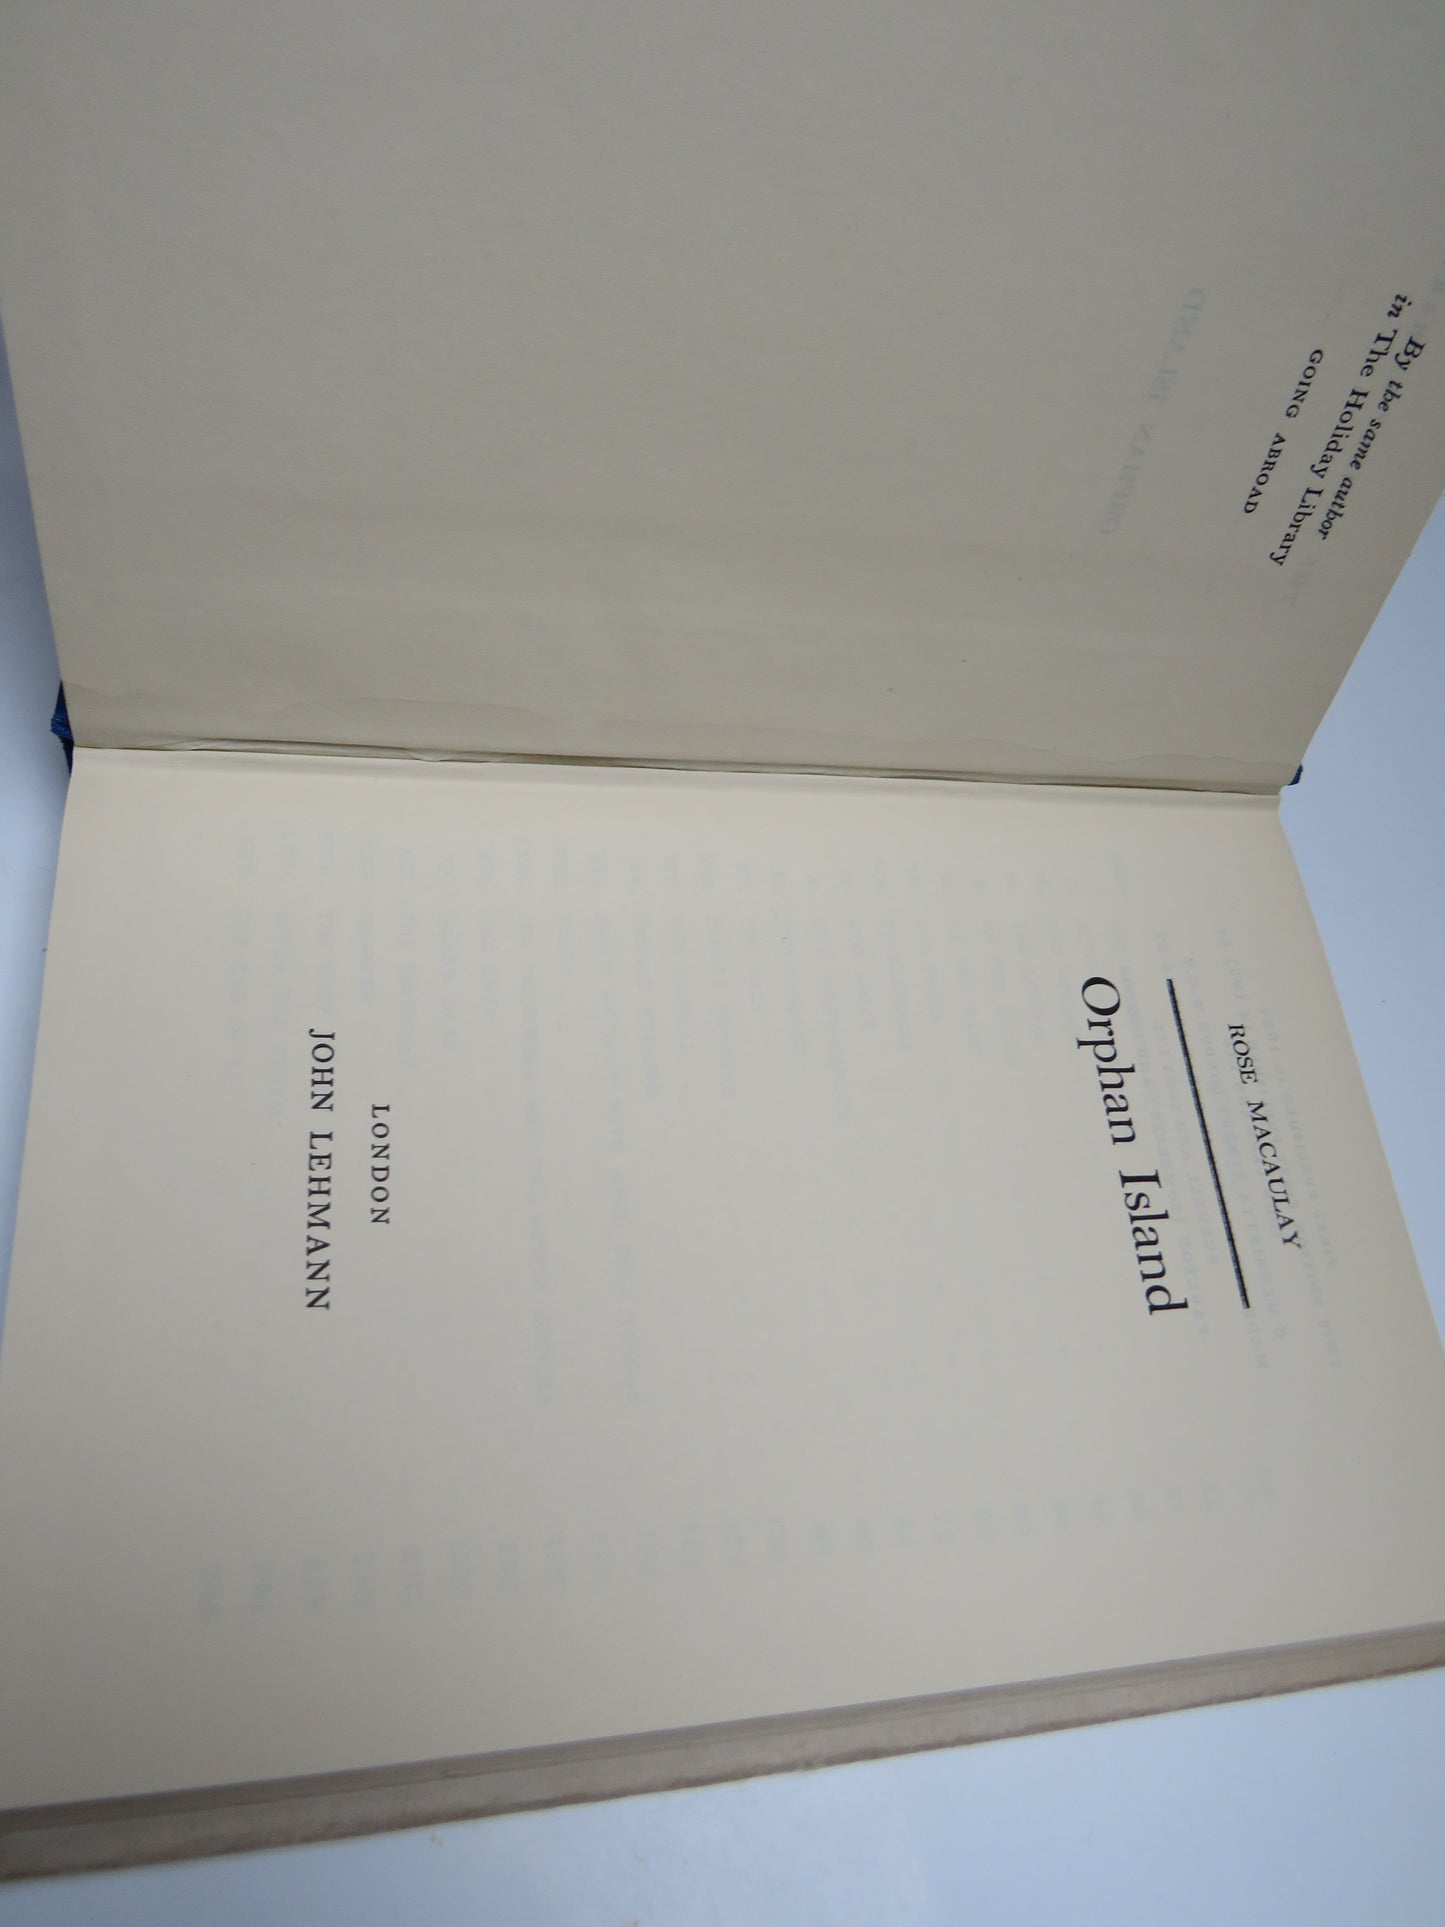 By the same author
in The Holiday Library
GOING ABROAD
ROSE MACAULAY
Orphan Island
LONDON
JOHN LEHMANN